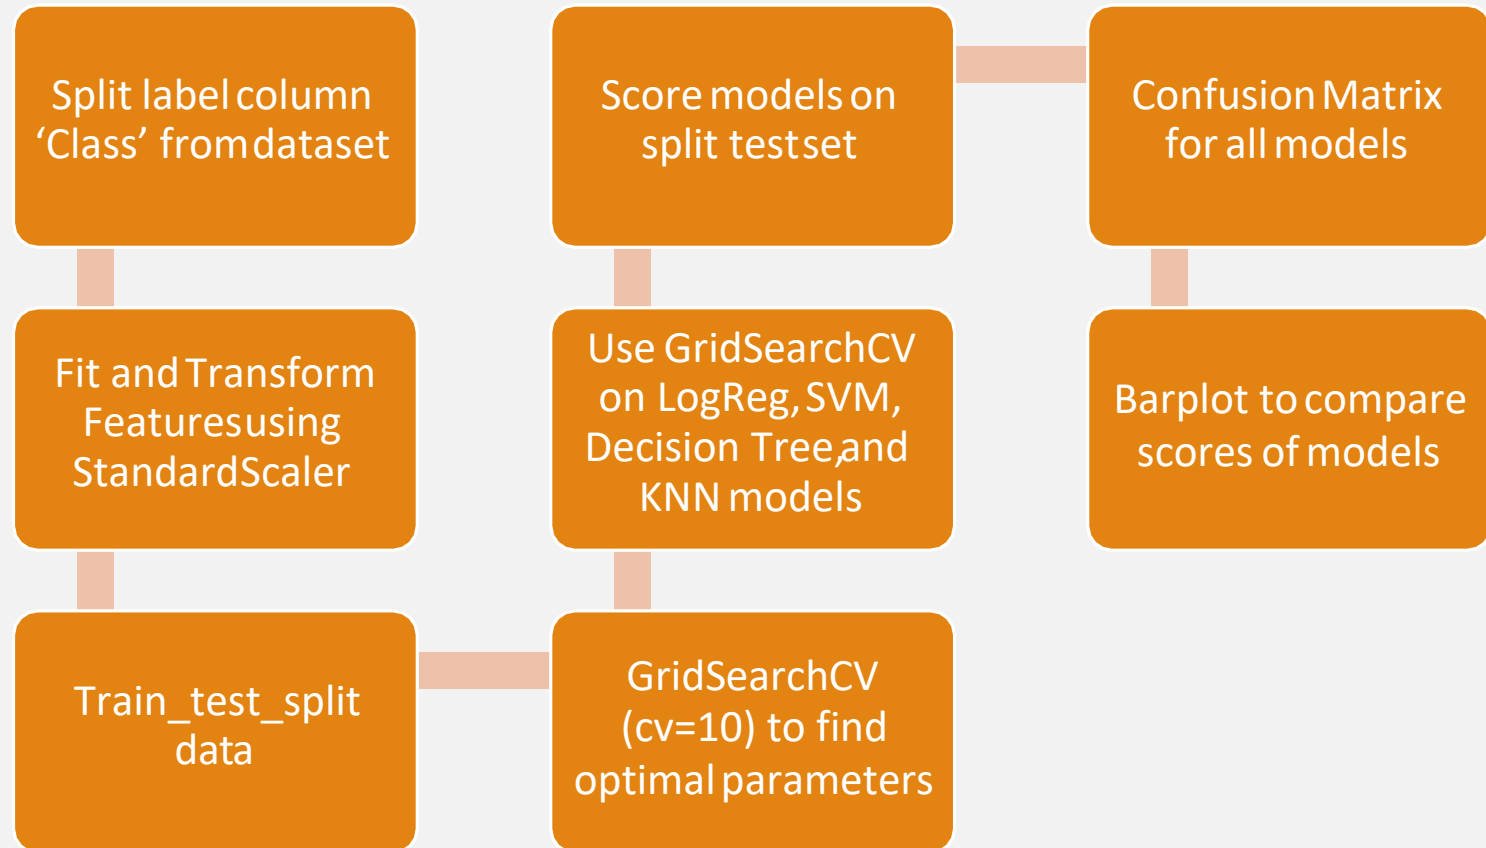 Split label column
‘Class’ from dataset
Fit and Transform
Features using
StandardScaler
Train_test_split
data
GridSearchCV
(cv=10) to find
optimal parameters
Use GridSearchCV
on LogReg, SVM,
Decision Tree, and
KNN models
Score models on
split test set
Confusion Matrix
for all models
Barplot to compare
scores of models